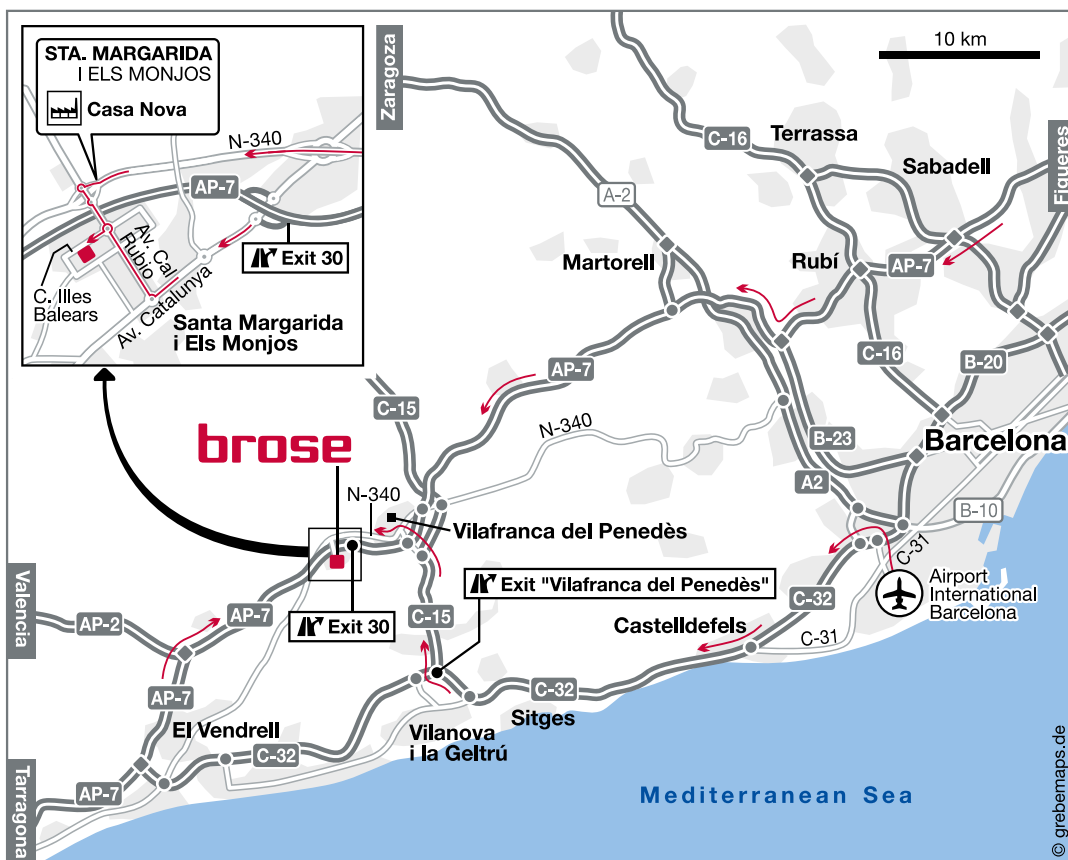 STA. MARGARIDA
I ELS MONJOS
Casa Nova
N-340
AP-7
Exit 30
Av. Cal
Rubio
C. Illes
Balears
Av. Catalunya
Santa Margarida
i Els Monjos
Zaragoza
10 km
C-16
Terrassa
Sabadell
Figueres
A-2
Martorell
Rubí
AP-7
C-16
B-20
AP-7
C-15
N-340
B-23
Barcelona
A2
brose
N-340
B-10
Vilafranca del Penedès
C-31
Exit "Vilafranca del Penedès"
Airport
International
Barcelona
Valencia
AP-2
AP-7
Exit 30
C-15
C-32
Castelldefels
C-31
AP-7
C-32
Sitges
El Vendrell
Vilanova
i la Geltrú
C-32
AP-7
Tarragona
Mediterranean Sea
© grebemaps.de